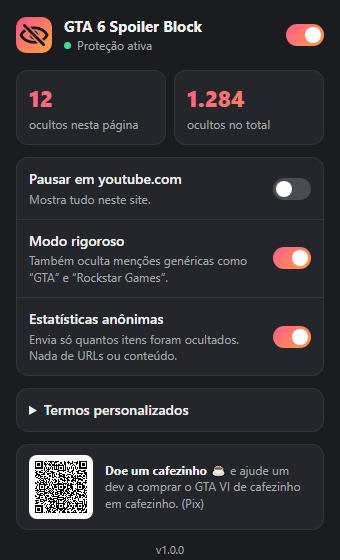 GTA 6 Spoiler Block
Proteção ativa
12
ocultos nesta página
1.284
ocultos no total
Pausar em youtube.com
Mostra tudo neste site.
Modo rigoroso
Também oculta menções genéricas como
“GTA” e “Rockstar Games”.
Estatísticas anônimas
Envia só quantos itens foram ocultados.
Nada de URLs ou conteúdo.
Termos personalizados
Doe um cafezinho ☕ e ajude um
dev a comprar o GTA VI de cafezinho
em cafezinho. (Pix)
v1.0.0